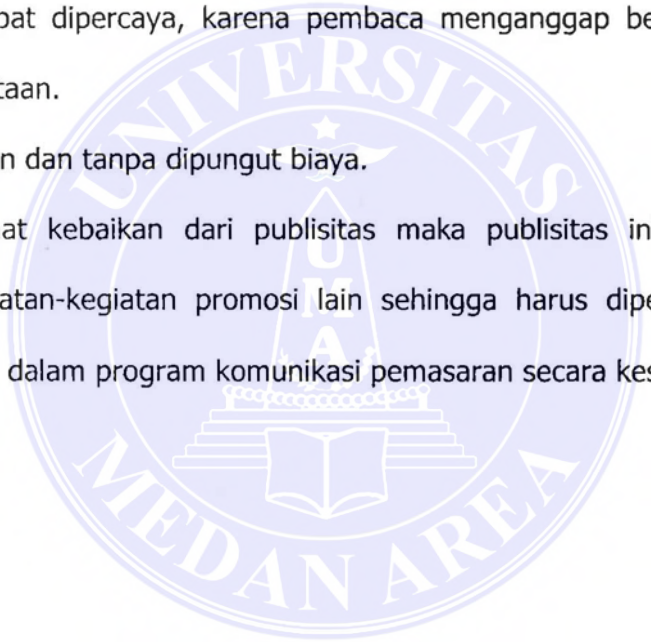 pat dipercaya, karena pembaca menganggap be
taan.
n dan tanpa dipungut biaya.
at kebaikan dari publisitas maka publisitas in
atan-kegiatan promosi lain sehingga harus dipe
dalam program komunikasi pemasaran secara kes
UNIVERSITAS
UMA
MEDAN AREA